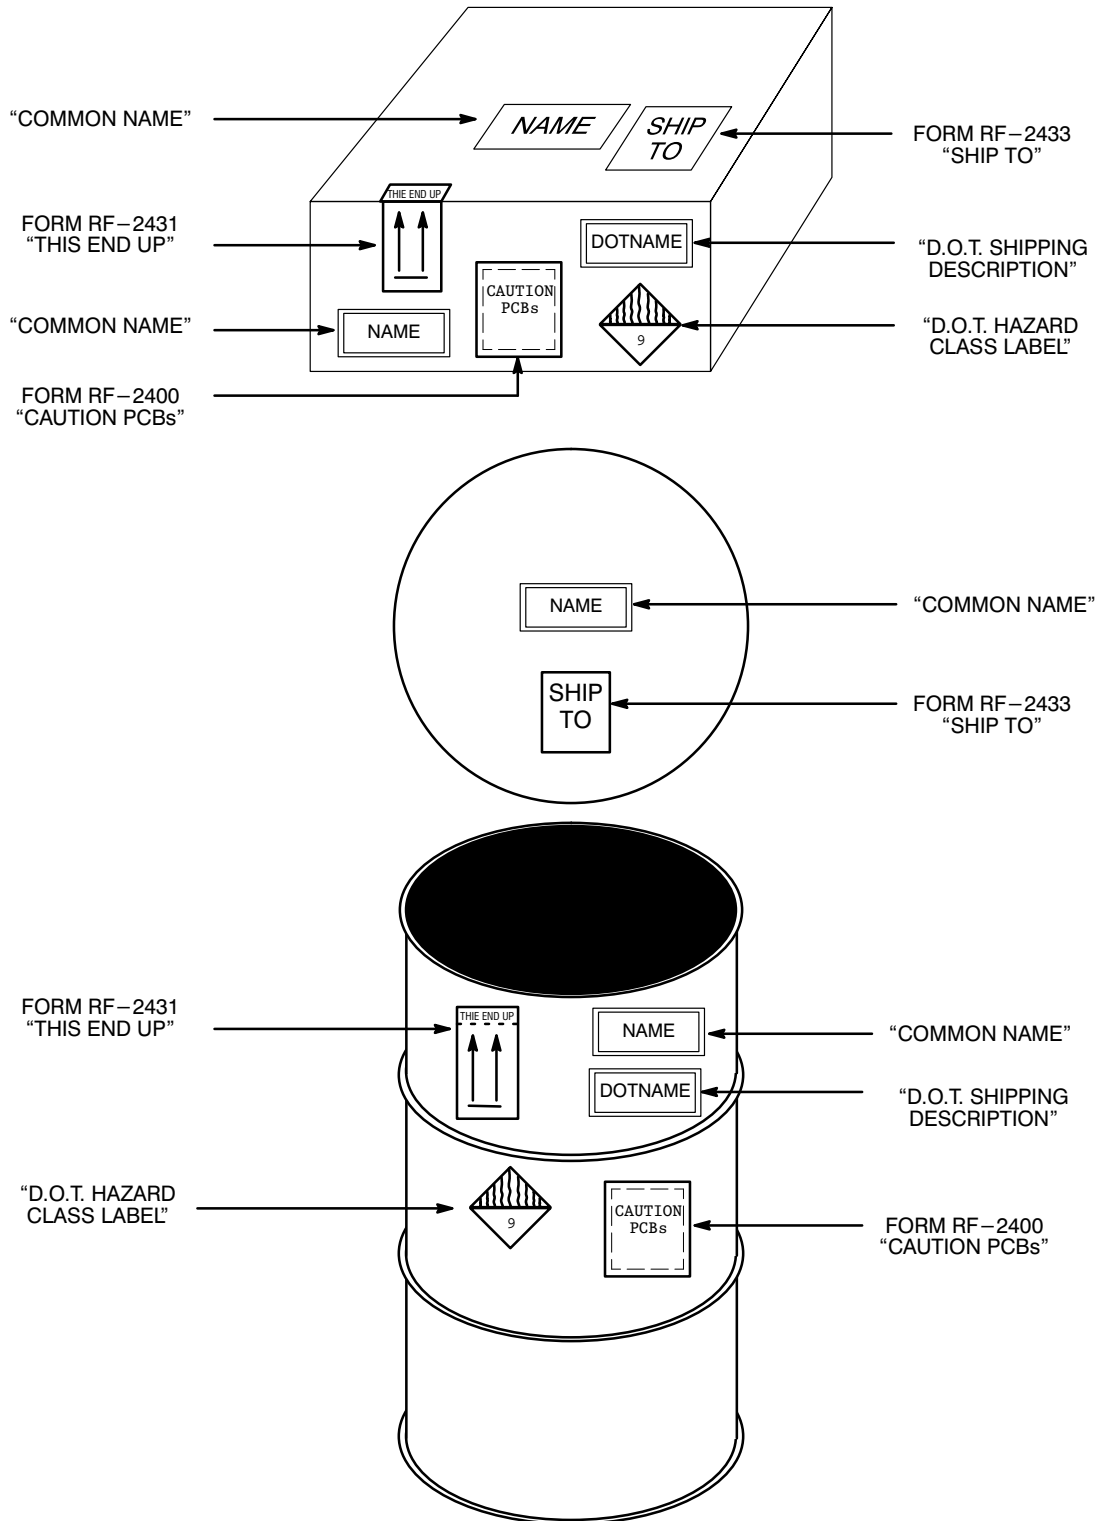 “COMMON NAME”
NAME
SHIP
TO
FORM RF−2433
“SHIP TO”
THIE END UP
FORM RF−2431
“THIS END UP”
DOTNAME
“D.O.T. SHIPPING
DESCRIPTION”
CAUTION
PCBs
“COMMON NAME”
NAME
9
“D.O.T. HAZARD
CLASS LABEL”
FORM RF−2400
“CAUTION PCBs”
NAME
“COMMON NAME”
SHIP
TO
FORM RF−2433
“SHIP TO”
FORM RF−2431
“THIS END UP”
THIE END UP
NAME
“COMMON NAME”
DOTNAME
“D.O.T. SHIPPING
DESCRIPTION”
“D.O.T. HAZARD
CLASS LABEL”
9
CAUTION
PCBs
FORM RF−2400
“CAUTION PCBs”